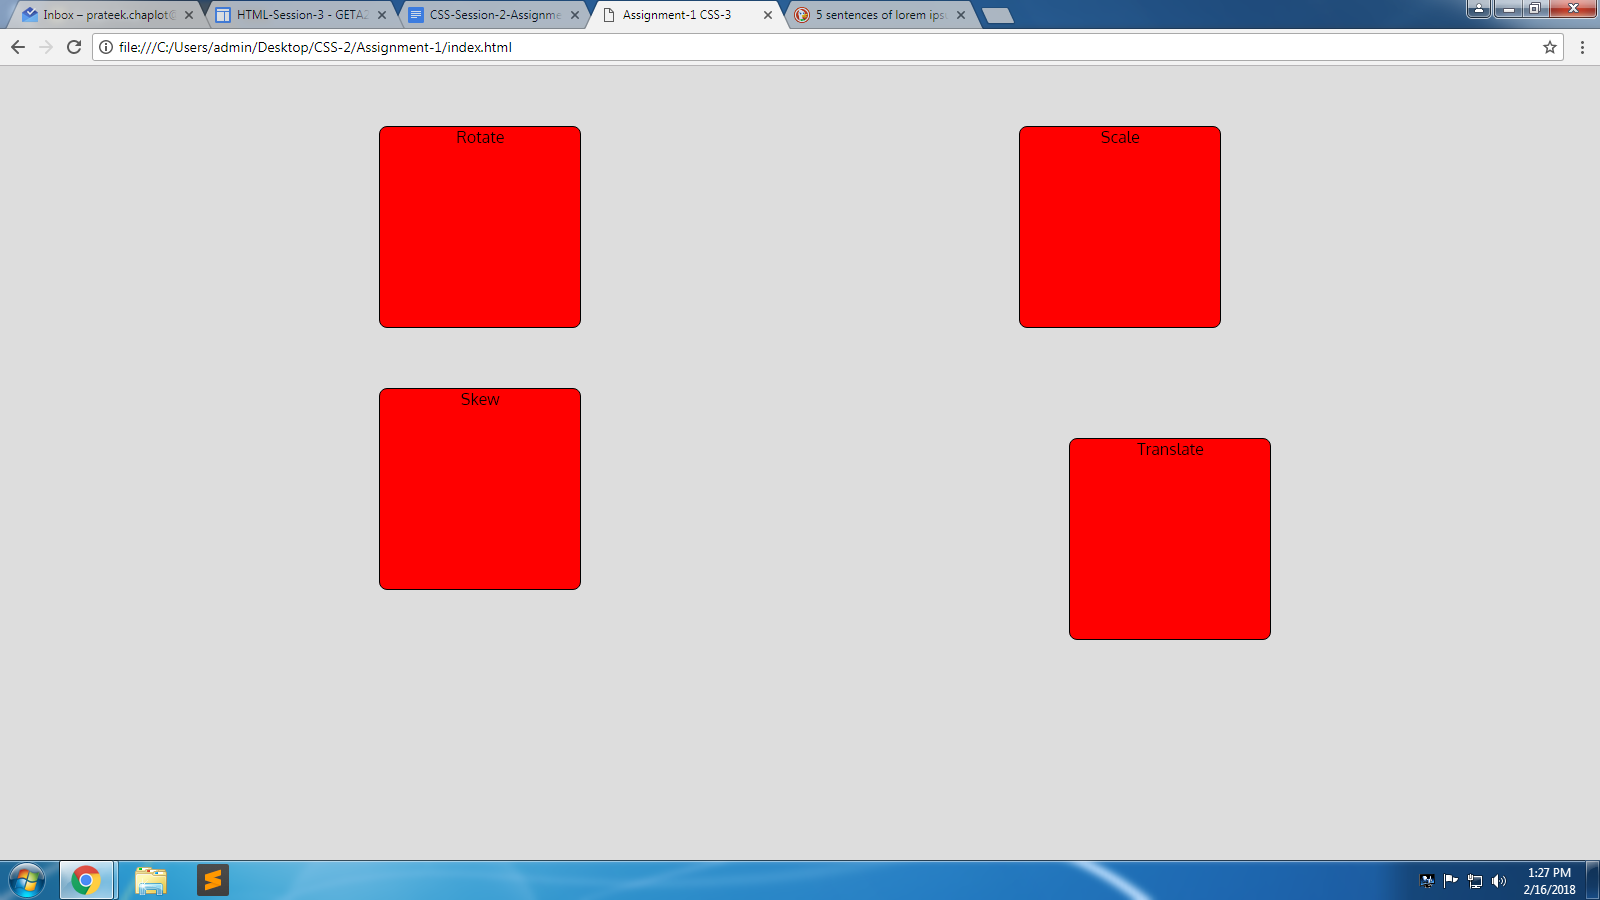 Inbox – prateek.chaplot@
HTML-Session-3 - GETA2
CSS-Session-2-Assignme
Assignment-1 CSS-3
5 sentences of lorem ips
file:///C:/Users/admin/Desktop/CSS-2/Assignment-1/index.html
Rotate
Scale
Skew
Translate
1:27 PM
2/16/2018